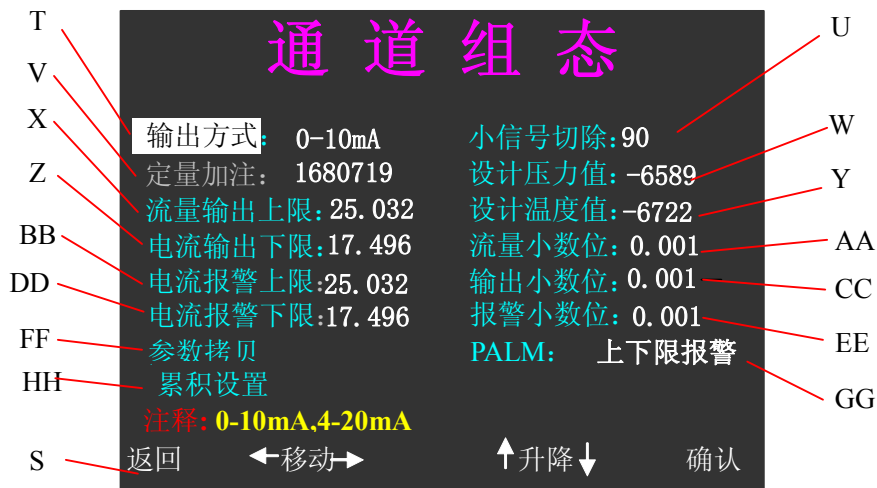 通道组态
T
U
V
W
X
Y
Z
AA
BB
CC
DD
EE
FF
GG
HH
S
输出方式: 0-10mA
小信号切除:90
定量加注: 1680719
设计压力值: -6589
流量输出上限: 25.032
设计温度值:-6722
电流输出下限:17.496
流量小数位: 0.001
电流报警上限:25.032
输出小数位: 0.001
电流报警下限:17.496
报警小数位: 0.001
参数拷贝
PALM: 上下限报警
累积设置
注释: 0-10mA,4-20mA
返回 ←移动→ ↑升降↓ 确认